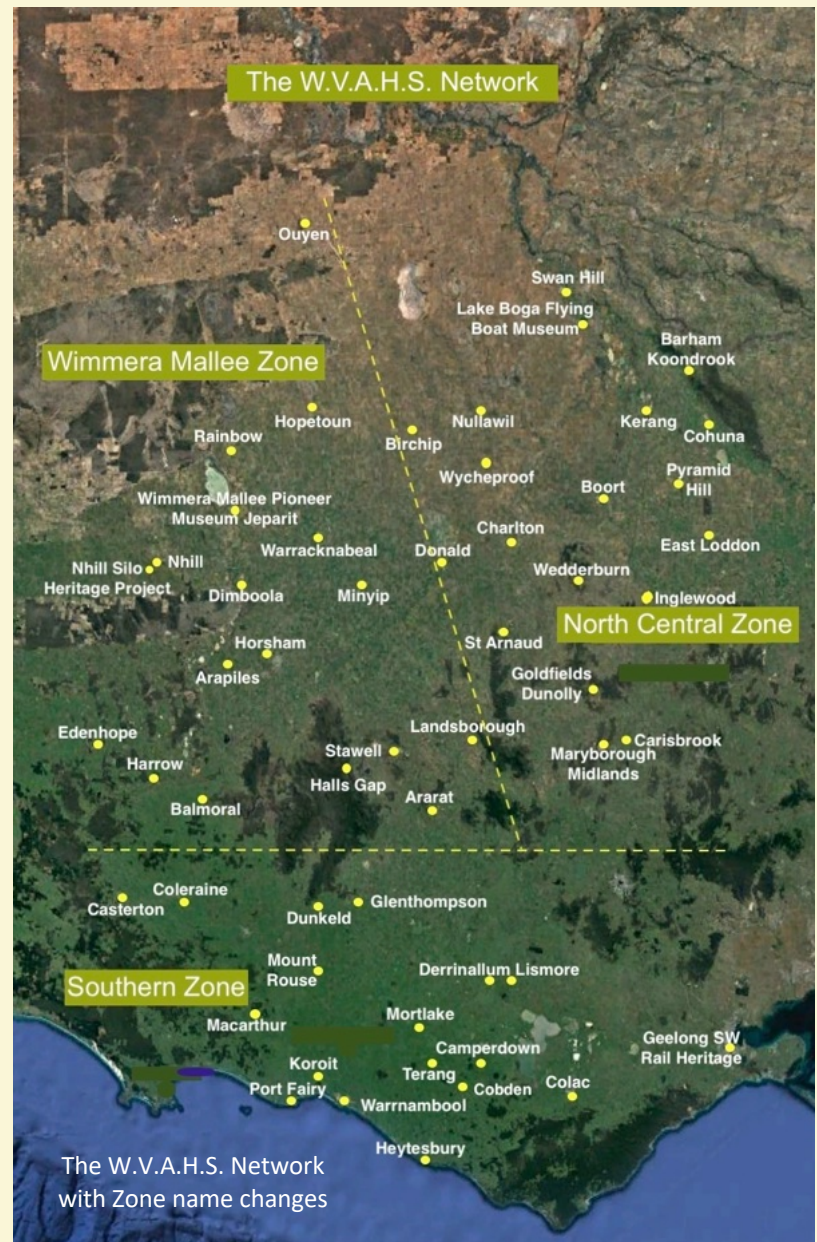 The W.V.A.H.S. Network
Ouyen
Swan Hill
Lake Boga Flying
Boat Museum
Barham
Koondrook
Wimmera Mallee Zone
Hopetoun
Nullawil
Kerang
Cohuna
Rainbow
Birchip
Wycheproof
Pyramid
Hill
Boort
Wimmera Mallee Pioneer
Museum Jeparit
Charlton
East Loddon
Warracknabeal
Donald
Nhill
Nhill Silo
Heritage Project
Wedderburn
Dimboola
Minyip
Inglewood
North Central Zone
Horsham
St Arnaud
Arapiles
Goldfields
Dunolly
Edenhope
Landsborough
Stawell
Carisbrook
Maryborough
Midlands
Harrow
Halls Gap
Balmoral
Ararat
Coleraine
Casterton
Glenthompson
Dunkeld
Mount
Rouse
Derrinallum Lismore
Southern Zone
Macarthur
Mortlake
Geelong SW
Rail Heritage
Camperdown
Koroit
Terang
Cobden
Colac
Port Fairy
Warrnambool
Heytesbury
The W.V.A.H.S. Network
with Zone name changes